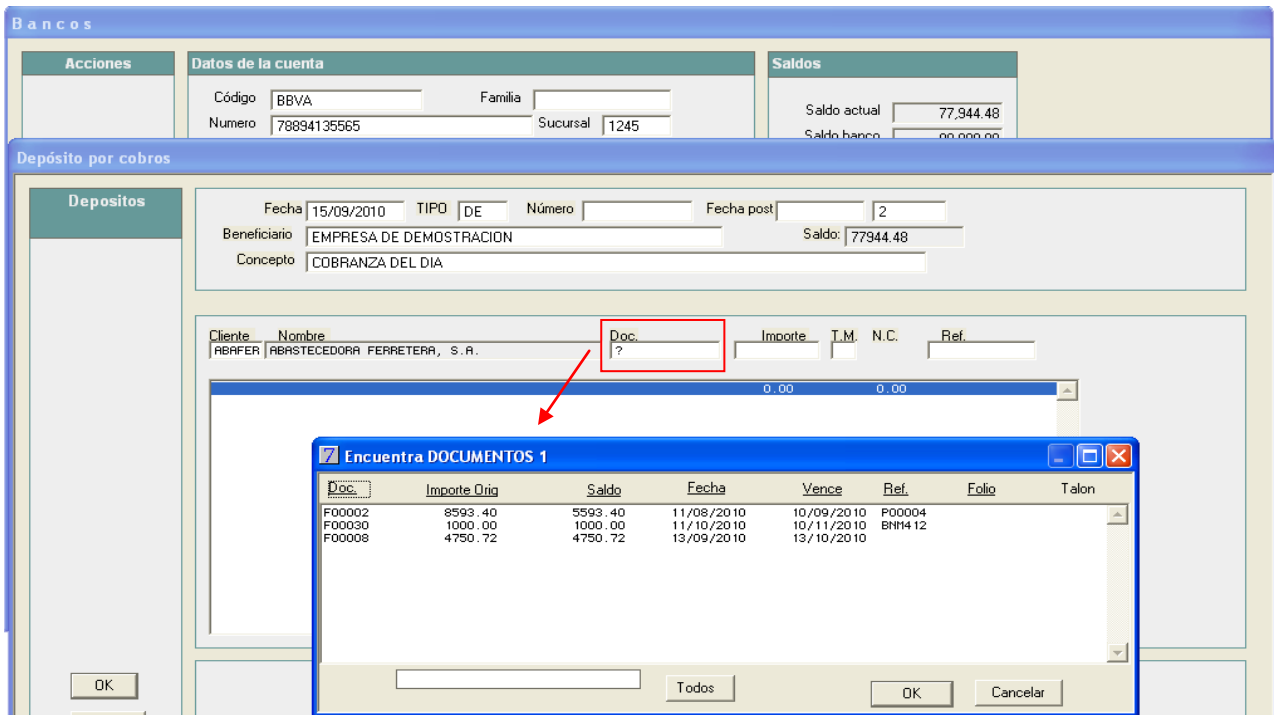 Bancos
Acciones
Datos de la cuenta
Saldos
Código BBVA Familia
Saldo actual 77,944.48
Numero 78894135565 Sucursal 1245
Saldo banco
Depósito por cobros
Depositos
Fecha 15/09/2010 TIPO DE Número Fecha post 2
Beneficiario EMPRESA DE DEMOSTRACION Saldo: 77944.48
Concepto COBRANZA DEL DIA
Cliente Nombre Doc. Importe T.M. N.C. Ref.
ABAFER ABASTECEDORA FERRETERA, S.A. ?
0.00 0.00
7 Encuentra DOCUMENTOS 1
Doc. Importe Orig Saldo Fecha Vence Ref. Folio Talon
F00002 8593.40 5593.40 11/08/2010 10/09/2010 P00004
F00030 1000.00 1000.00 11/10/2010 10/11/2010 BNM412
F00008 4750.72 4750.72 13/09/2010 13/10/2010
Todos
OK Cancelar
OK